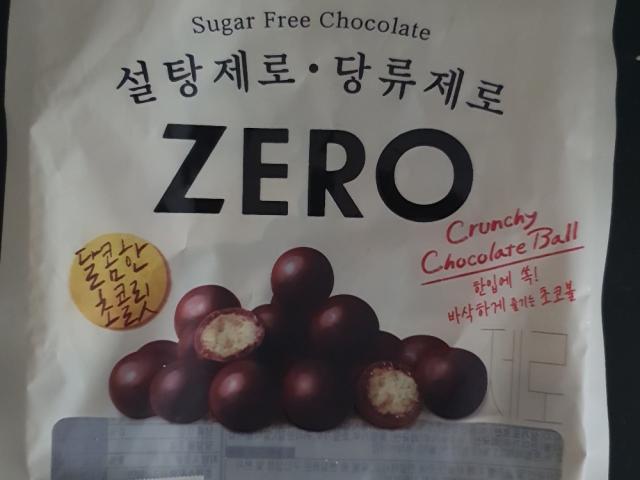 Sugar Free Chocolate
설탕제로·당류제로
ZERO
Crunchy
Chocolate Ball
한입에 쏙!
바삭하게 즐기는 초코볼
달콤한
초콜릿
제로